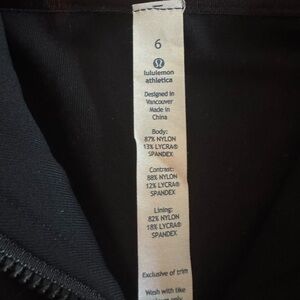 6
lululemon
athletica
Designed in
Vancouver
Made in
China
Body:
87% NYLON
13% LYCRA®
SPANDEX
Contrast:
88% NYLON
12% LYCRA®
SPANDEX
Lining:
82% NYLON
18% LYCRA®
SPANDEX
Exclusive of trim
Wash with like
only